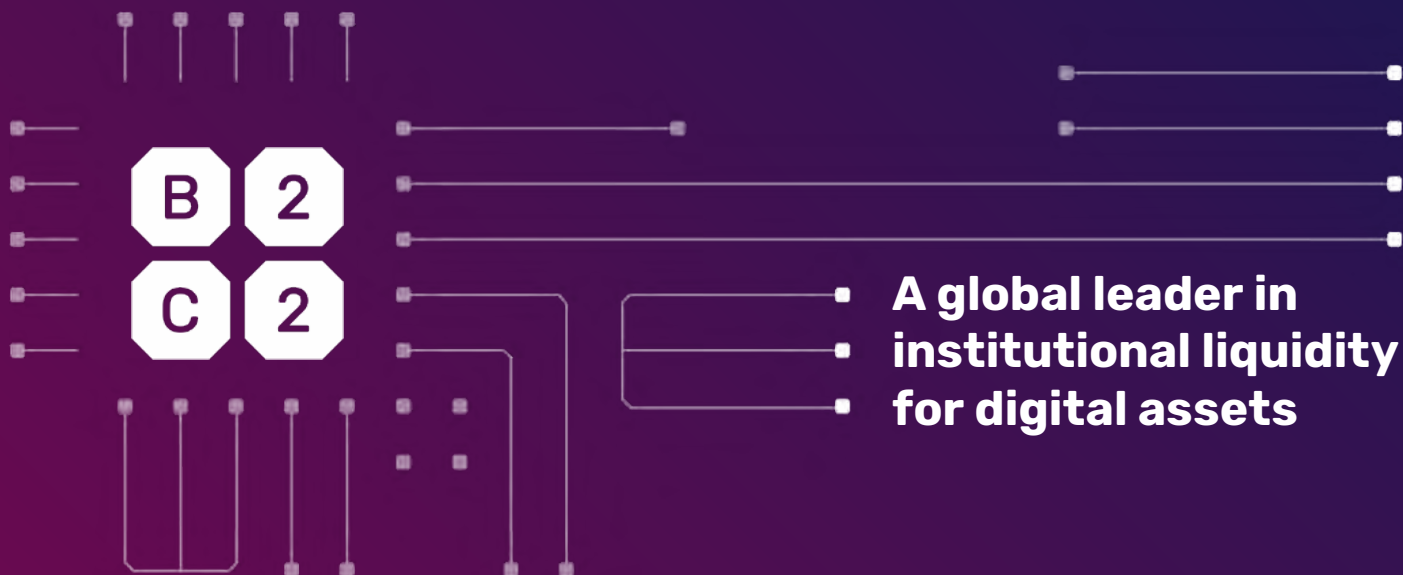 B 2
C 2
A global leader in
institutional liquidity
for digital assets